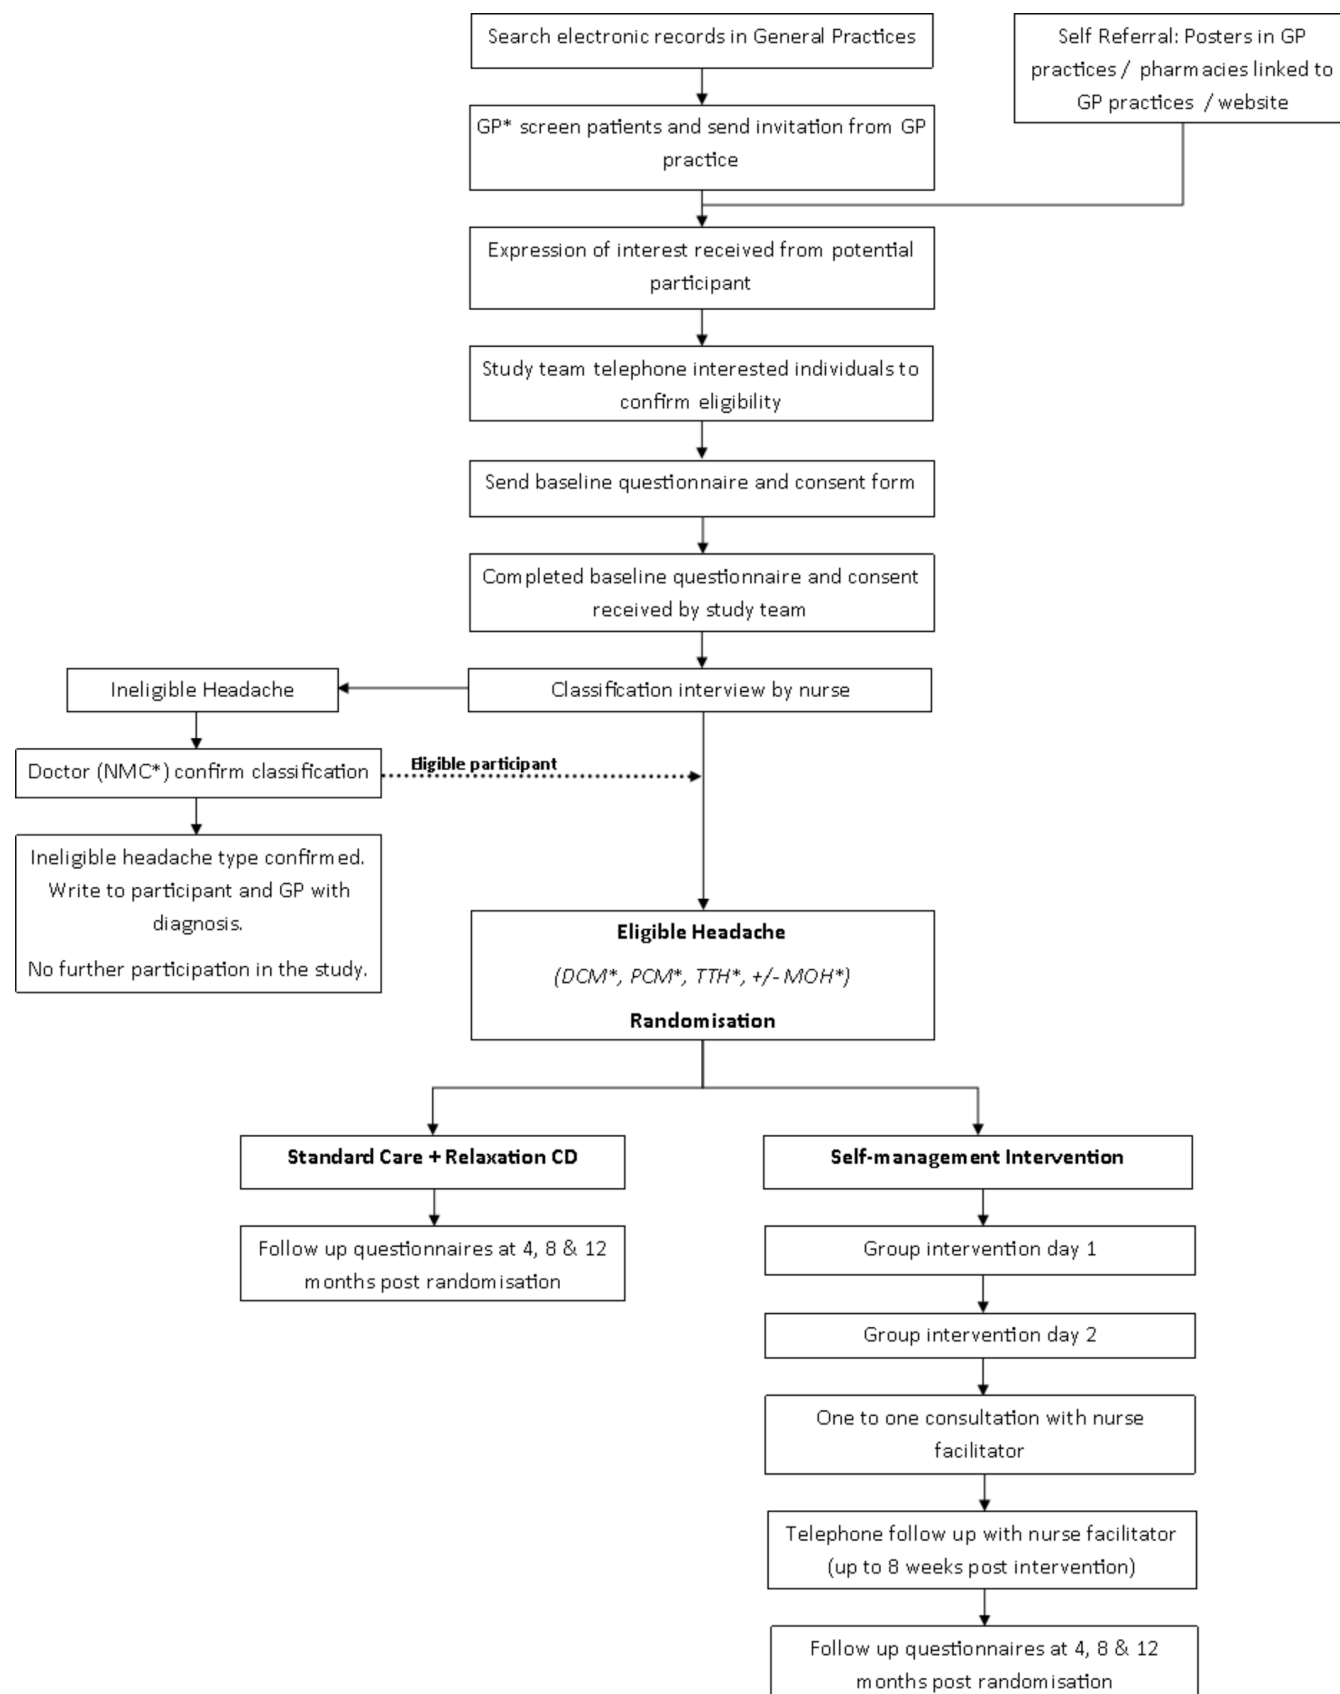 Search electronic records in General Practices
Self Referral: Posters in GP
practices / pharmacies linked to
GP practices / website
GP* screen patients and send invitation from GP
practice
Expression of interest received from potential
participant
Study team telephone interested individuals to
confirm eligibility
Send baseline questionnaire and consent form
Completed baseline questionnaire and consent
received by study team
Ineligible Headache
Classification interview by nurse
Doctor (NMC*) confirm classification
Eligible participant
Ineligible headache type confirmed.
Write to participant and GP with
diagnosis.
No further participation in the study.
Eligible Headache
(DCM*, PCM*, TTH*, +/- MOH*)
Randomisation
Standard Care + Relaxation CD
Follow up questionnaires at 4, 8 & 12
months post randomisation
Self-management Intervention
Group intervention day 1
Group intervention day 2
One to one consultation with nurse
facilitator
Telephone follow up with nurse facilitator
(up to 8 weeks post intervention)
Follow up questionnaires at 4, 8 & 12
months post randomisation